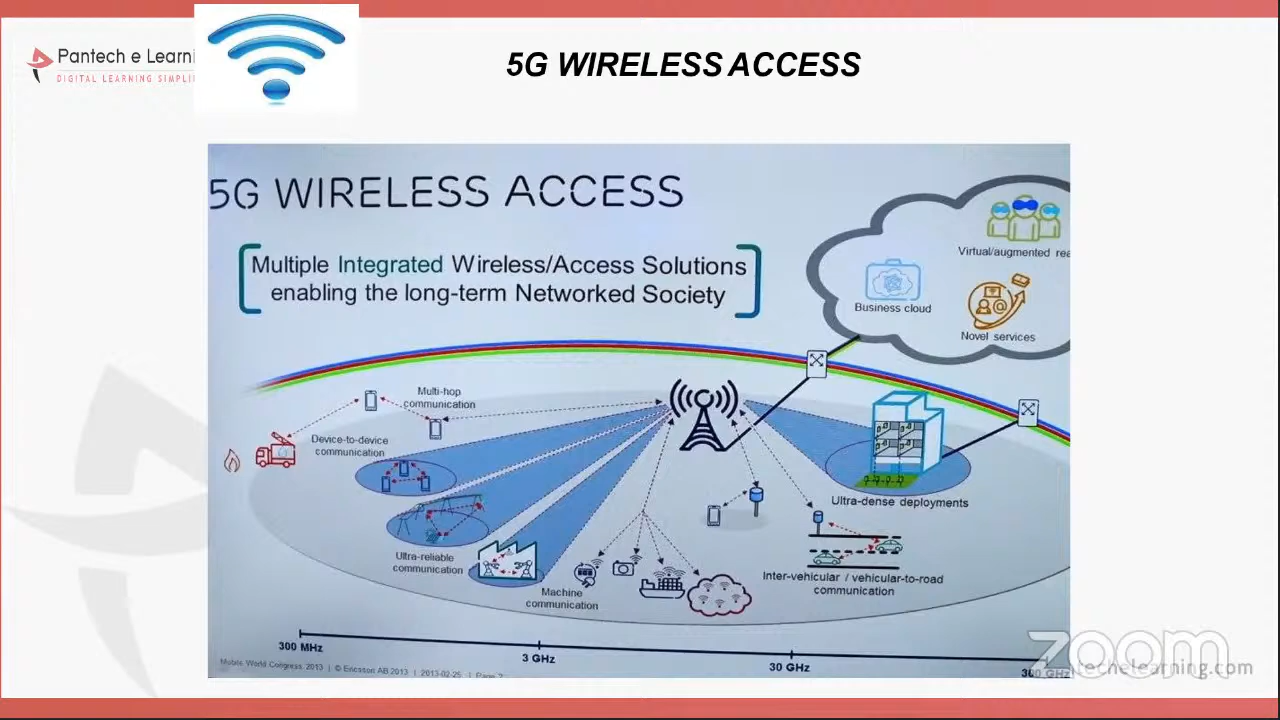 Pantech e Learni
DIGITAL LEARNING SIMPLI
5G WIRELESS ACCESS
5G WIRELESS ACCESS
Multiple Integrated Wireless/Access Solutions
enabling the long-term Networked Society
Virtual/augmented rea
Business cloud
Novel services
Multi-hop
communication
Device-to-device
communication
Ultra-dense deployments
Ultra-reliable
communication
Machine
communication
Inter-vehicular / vehicular-to-road
communication
300 MHz
3 GHz
30 GHz
300 GHz
Mobile World Congress 2013 | © Ericsson AB 2013 | 2013-02-25 | Page 2
zoom
techelearning.com